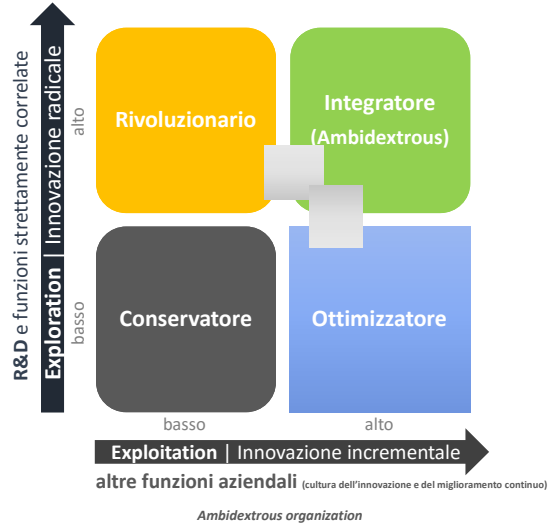 R&D e funzioni strettamente correlate
Exploration | Innovazione radicale
alto
basso
Rivoluzionario
Integratore
(Ambidextrous)
Conservatore
Ottimizzatore
basso
alto
Exploitation | Innovazione incrementale
altre funzioni aziendali (cultura dell'innovazione e del miglioramento continuo)
Ambidextrous organization